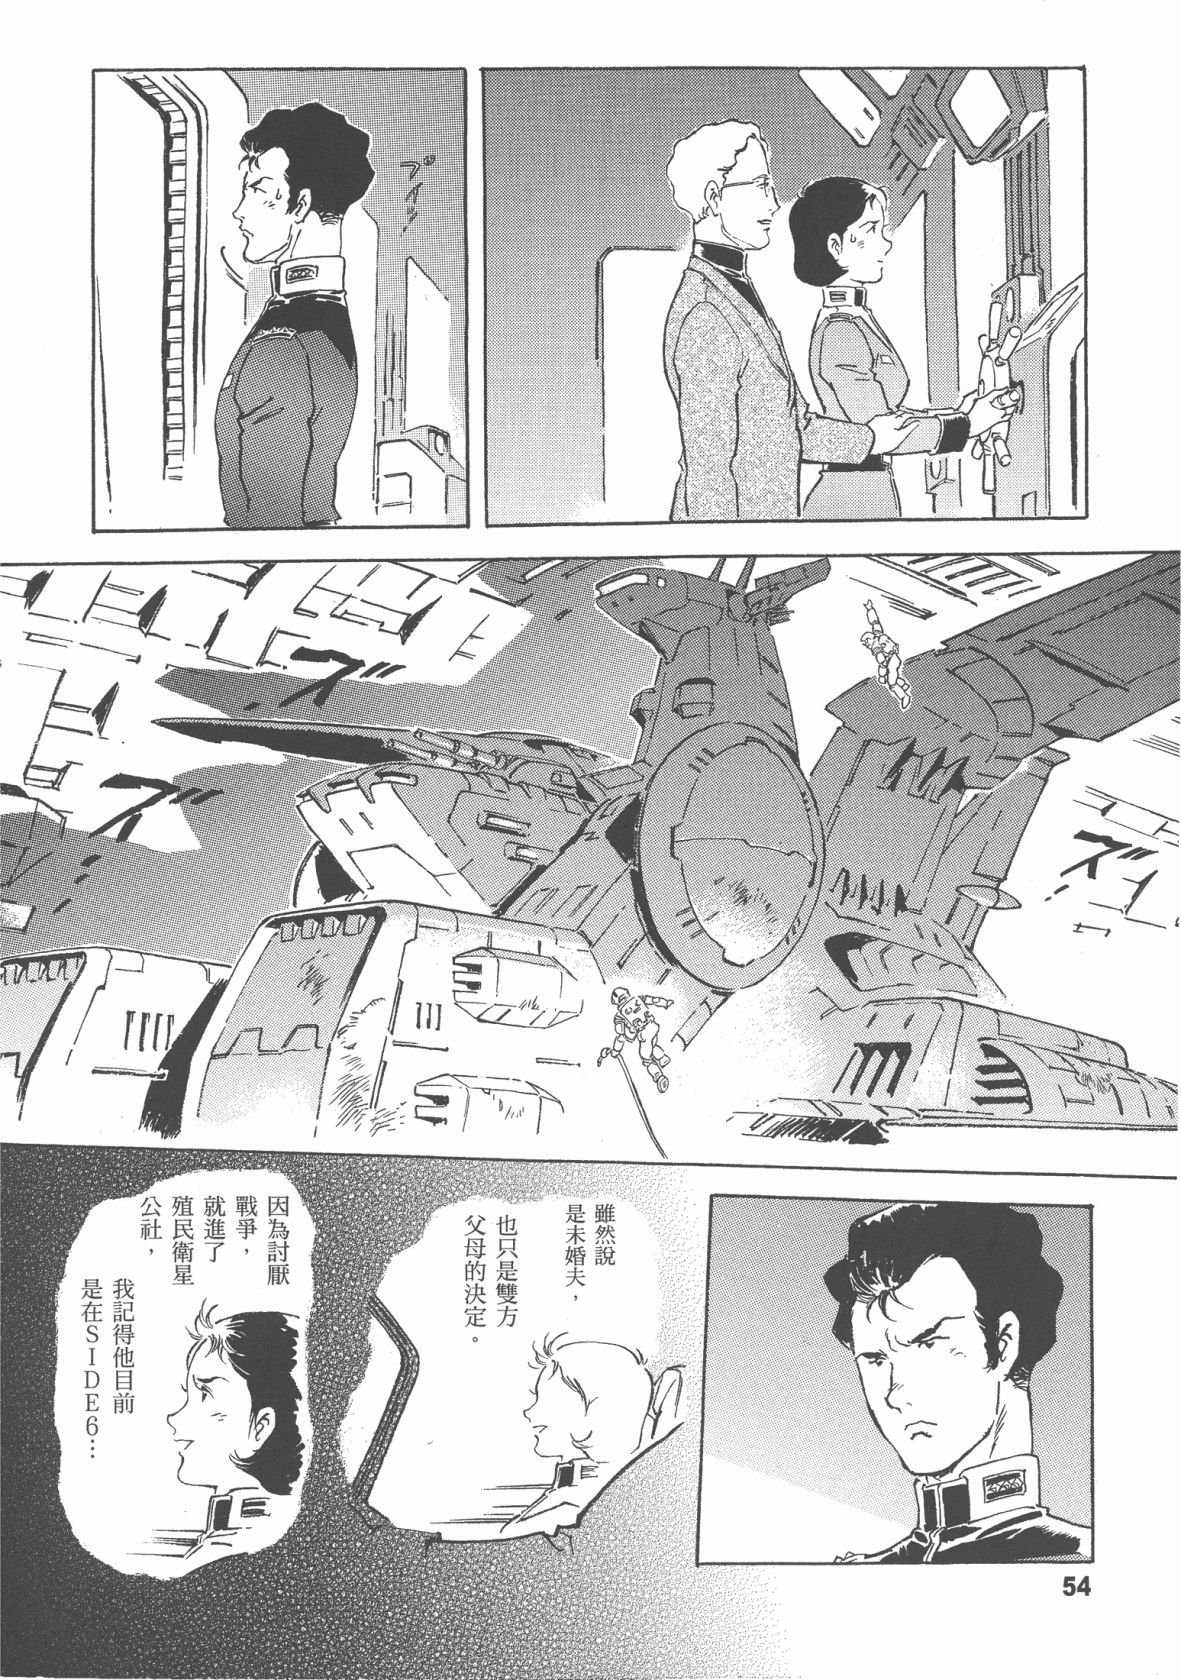 プイッ
ズ
ズ
ズ
雖然說
是未婚夫，
也只是雙方
父母的決定。
因為討厭
戰爭，
就進了
殖民衛星
公社，
我記得他目前
是在SIDE6…
54